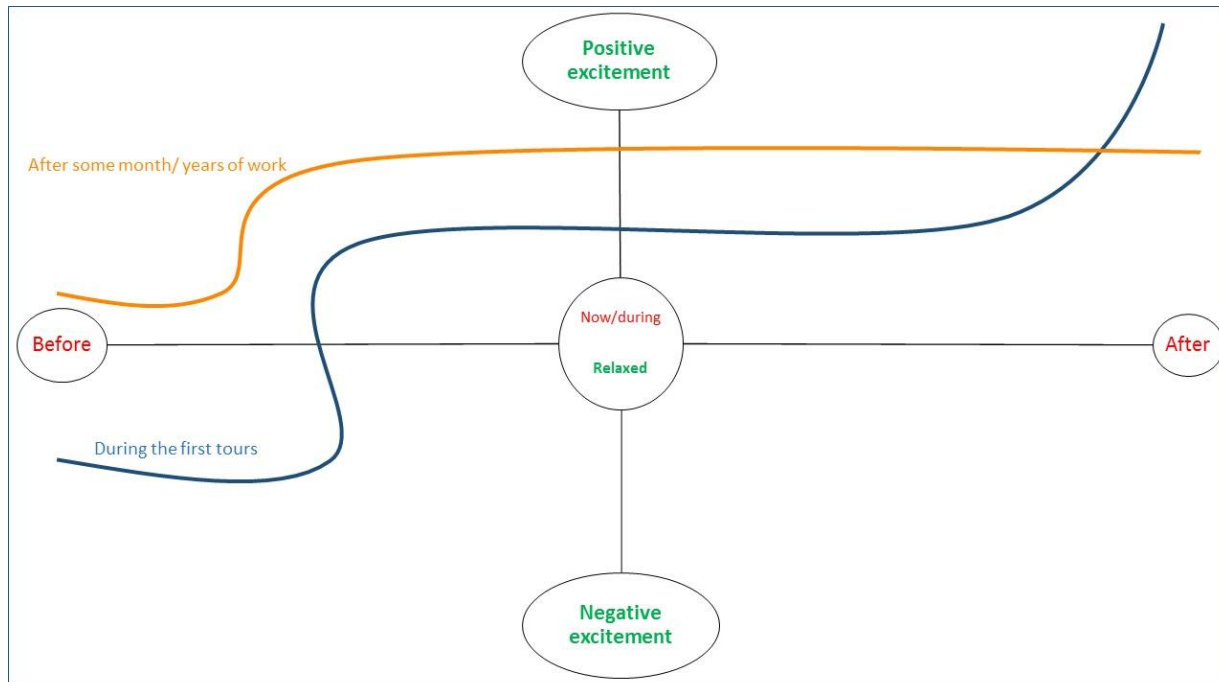 Positive
excitement
After some month/ years of work
Now/during
Before
After
Relaxed
During the first tours
Negative
excitement